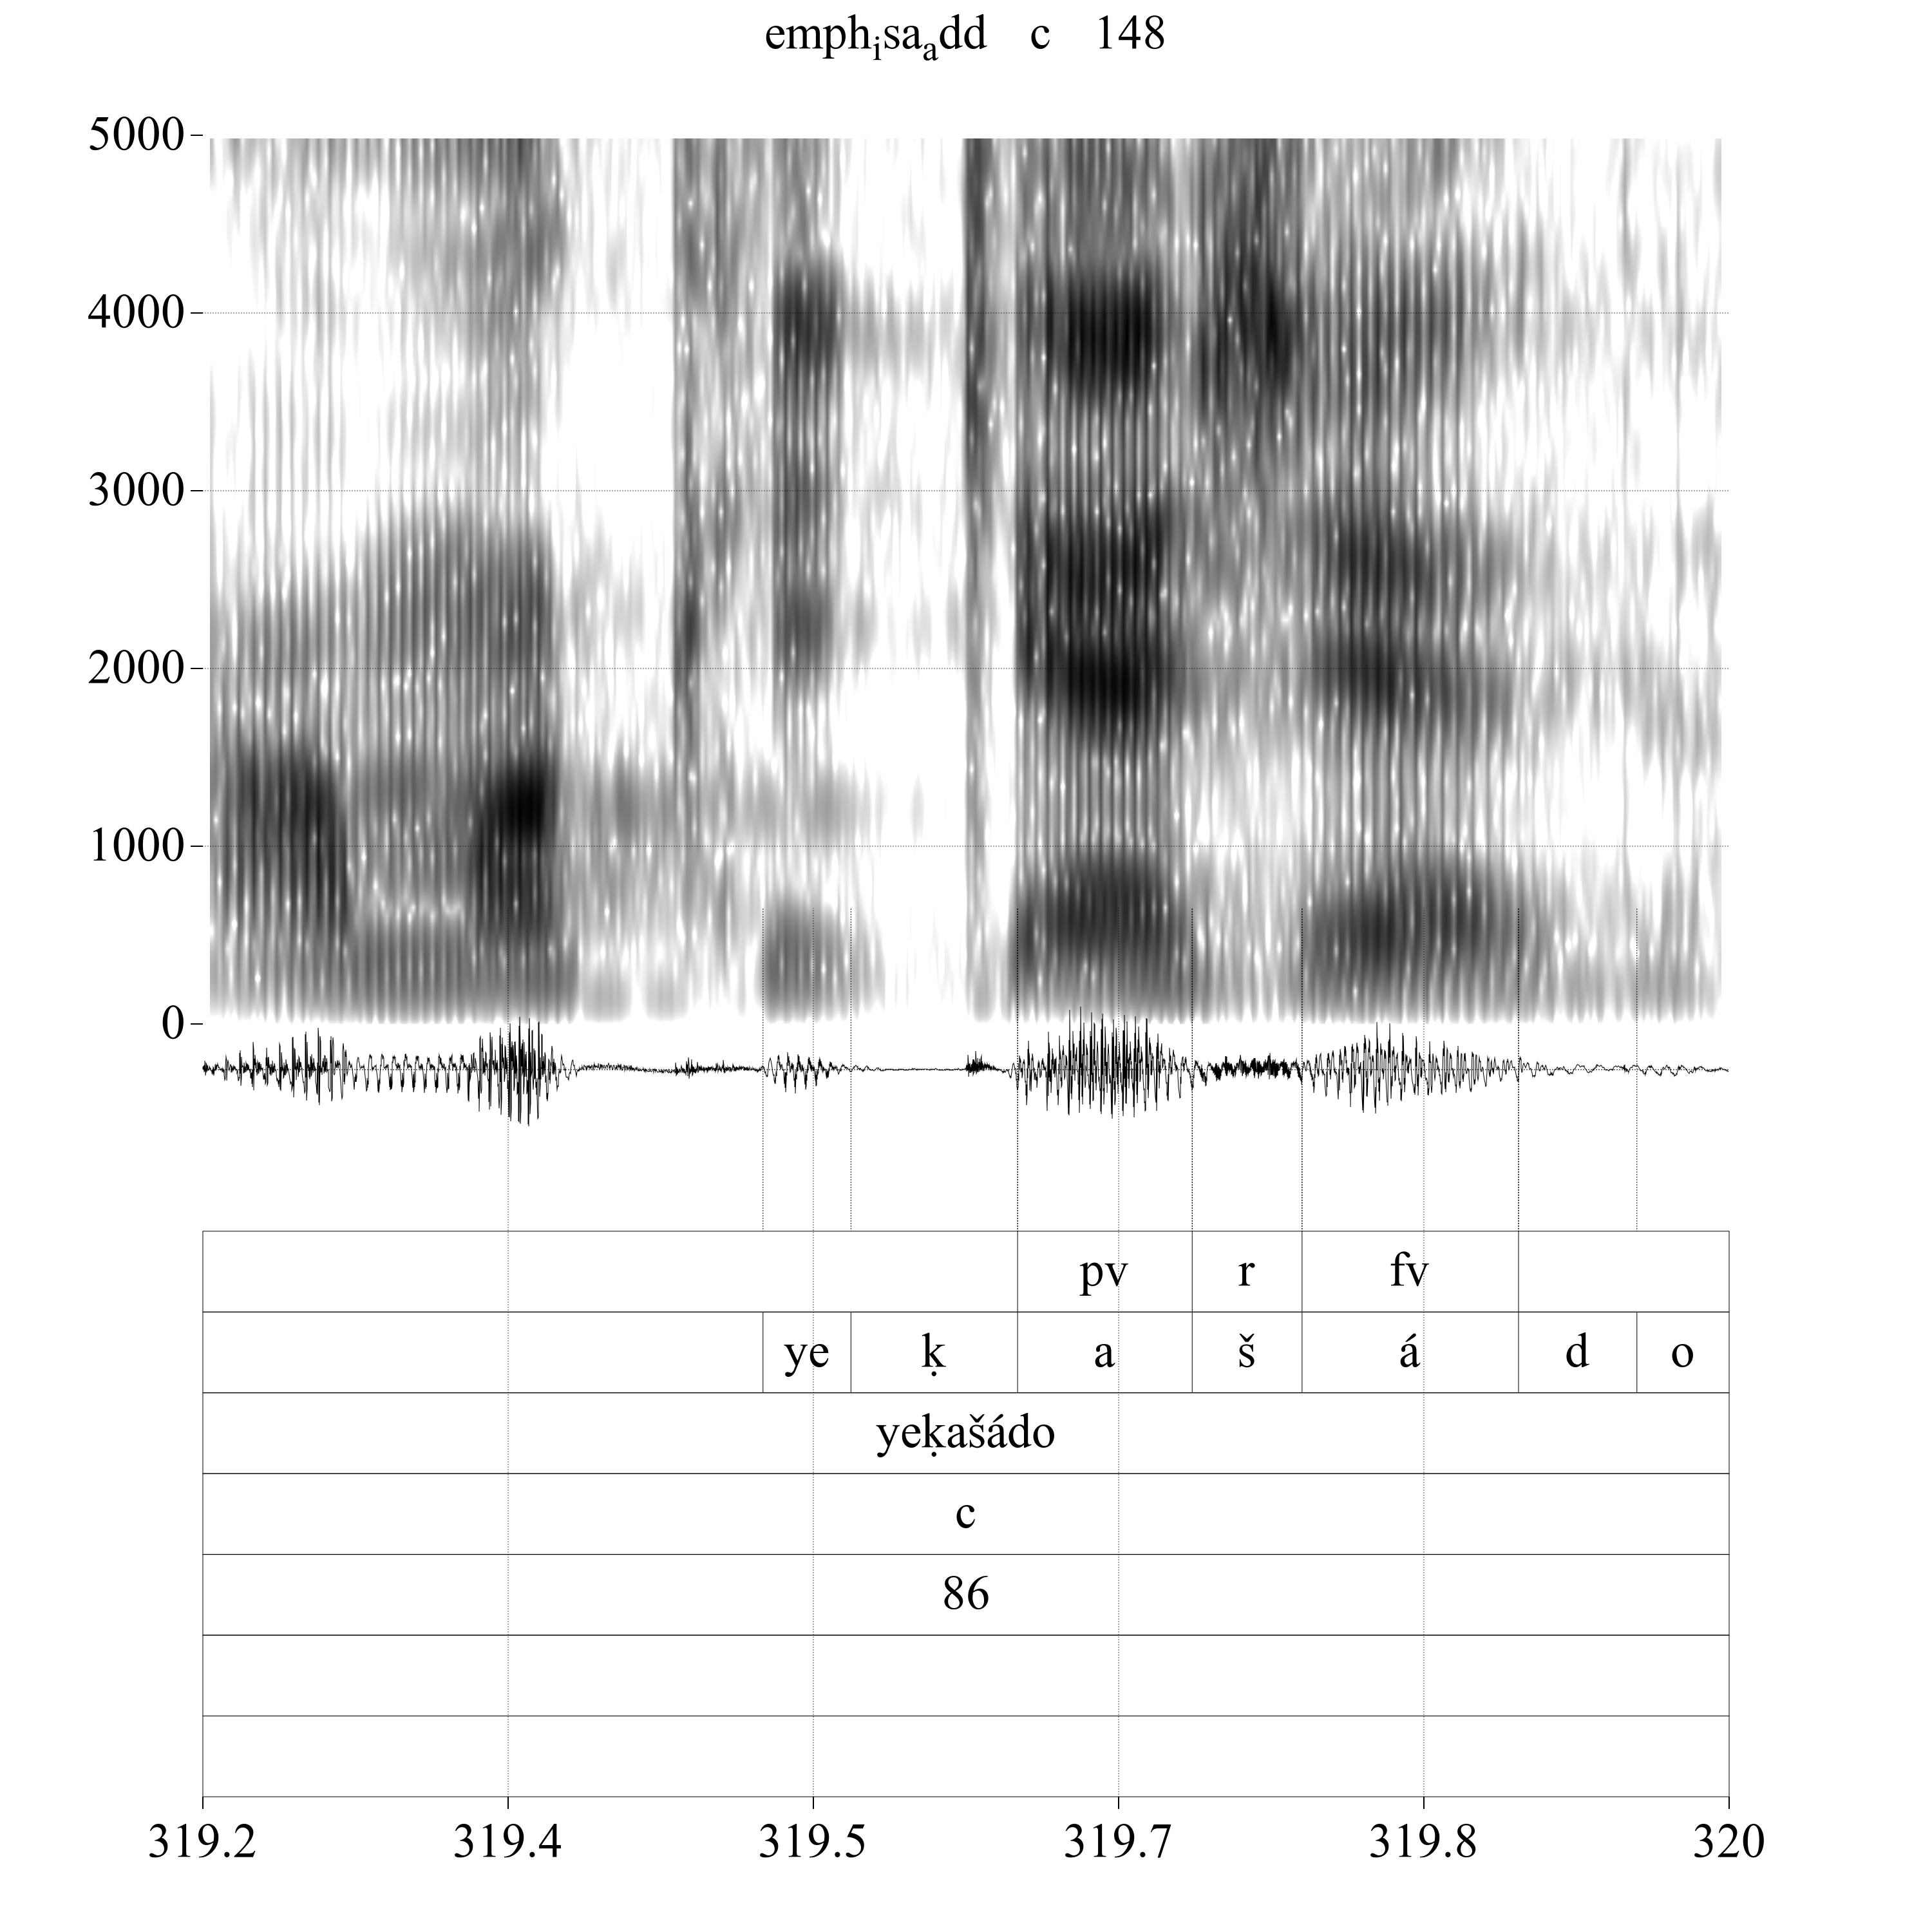 emphisaadd c 148
5000
4000
3000
2000
1000
0
pv r fv
ye ḳ a š á d o
yeḳašádo
c
86
319.2 319.4 319.5 319.7 319.8 320